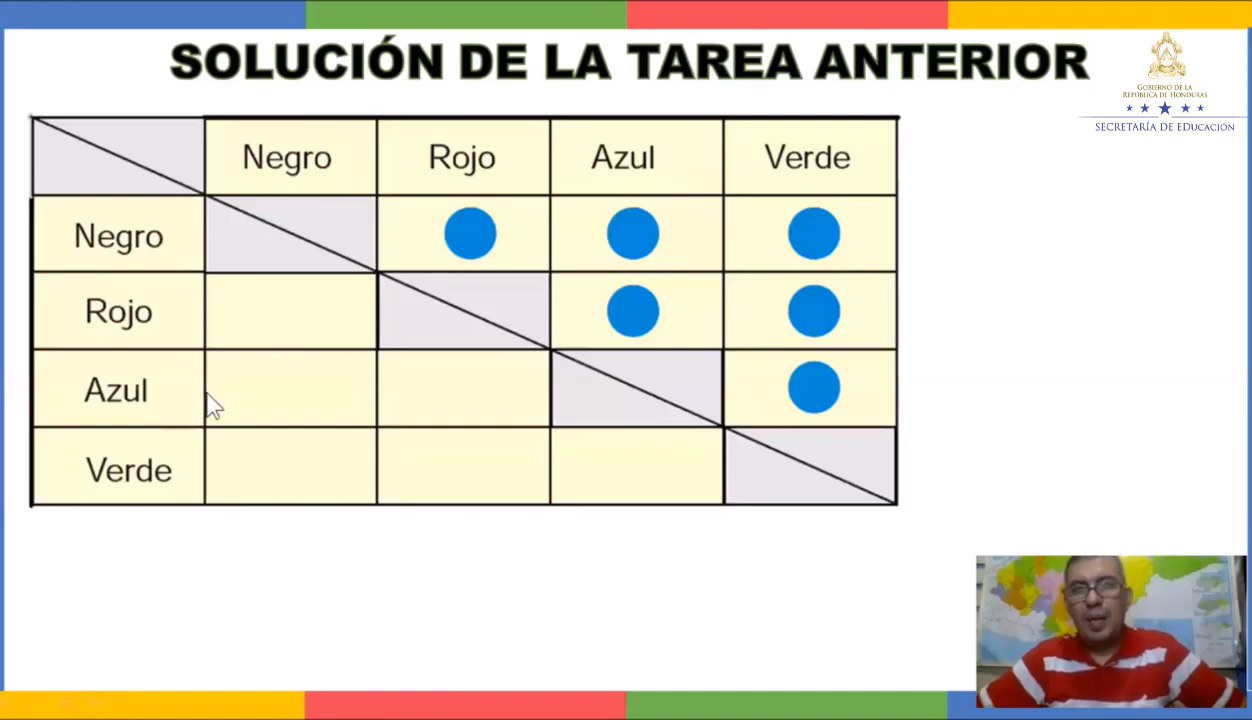 SOLUCIÓN DE LA TAREA ANTERIOR
GOBIERNO DE LA
REPÚBLICA DE HONDURAS
SECRETARÍA DE EDUCACIÓN
Negro Rojo Azul Verde
Negro
Rojo
Azul
Verde